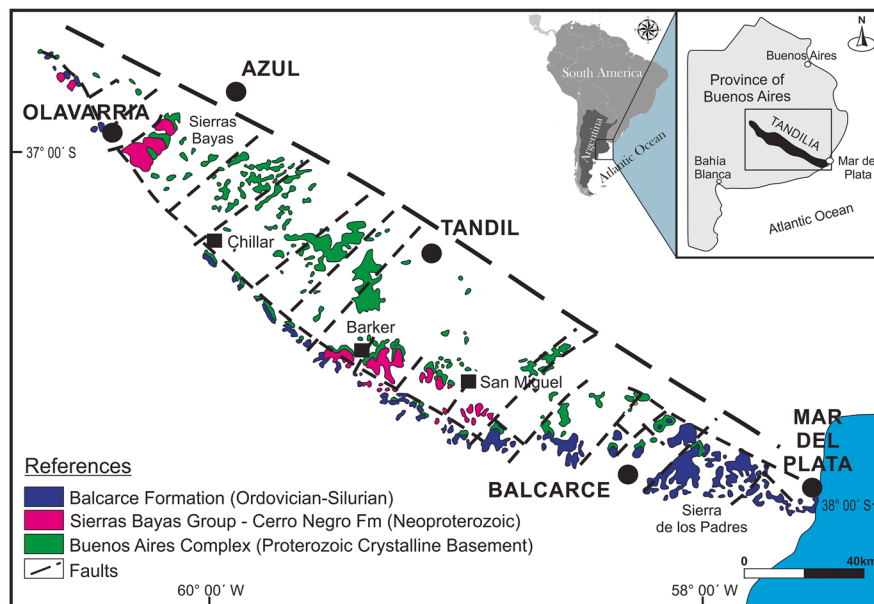 AZUL
OLAVARRIA
Sierras
Bayas
37° 00´ S
Chillar
TANDIL
Barker
San Miguel
BALCARCE
MAR
DEL
PLATA
38° 00´ S
Sierra
de los Padres
South America
Argentina
Atlantic Ocean
N
Buenos Aires
Province of
Buenos Aires
TANDILIA
Bahía
Blanca
Mar del
Plata
Atlantic Ocean
References
Balcarce Formation (Ordovician-Silurian)
Sierras Bayas Group - Cerro Negro Fm (Neoproterozoic)
Buenos Aires Complex (Proterozoic Crystalline Basement)
Faults
0 40km
60° 00´ W
58° 00´ W